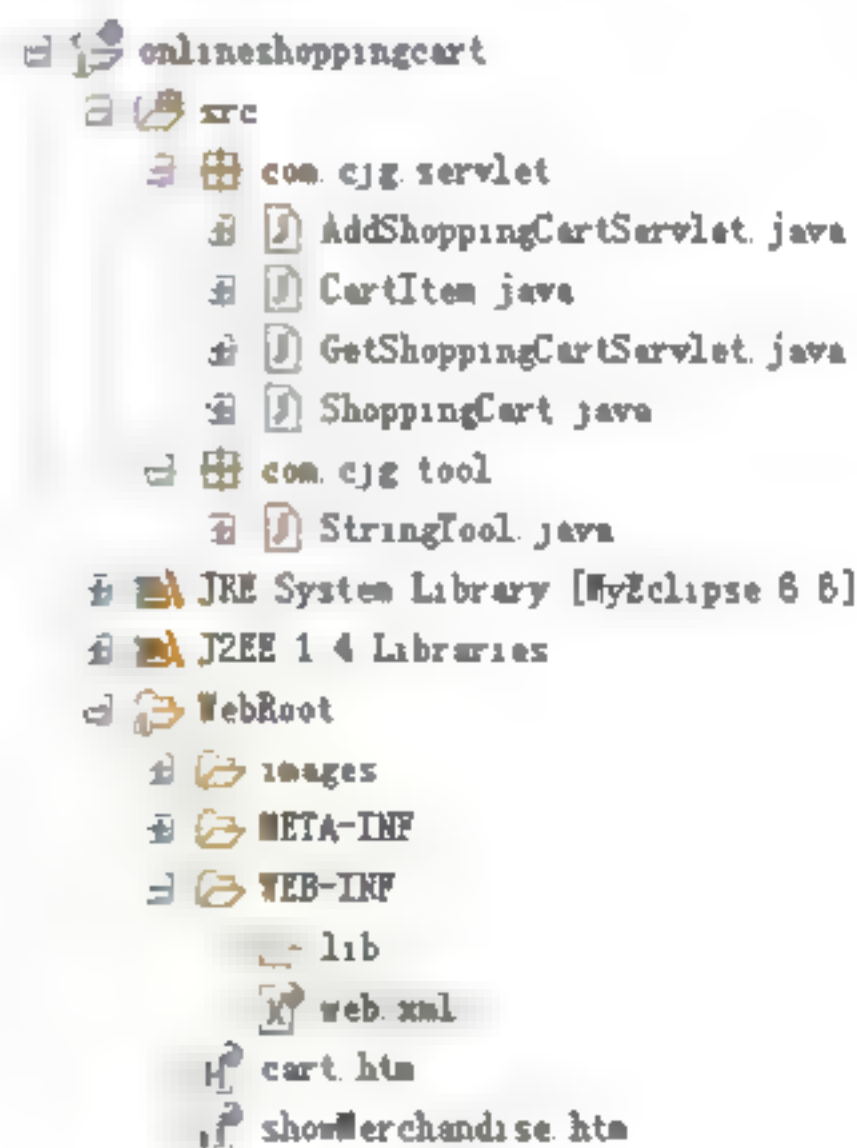 onlineshoppingcart
src
com.cjg.servlet
AddShoppingCartServlet.java
CartItem.java
GetShoppingCartServlet.java
ShoppingCart.java
com.cjg.tool
StringTool.java
JRE System Library [MyEclipse 6.6]
J2EE 1.4 Libraries
WebRoot
images
META-INF
WEB-INF
lib
web.xml
cart.htm
showMerchandise.htm